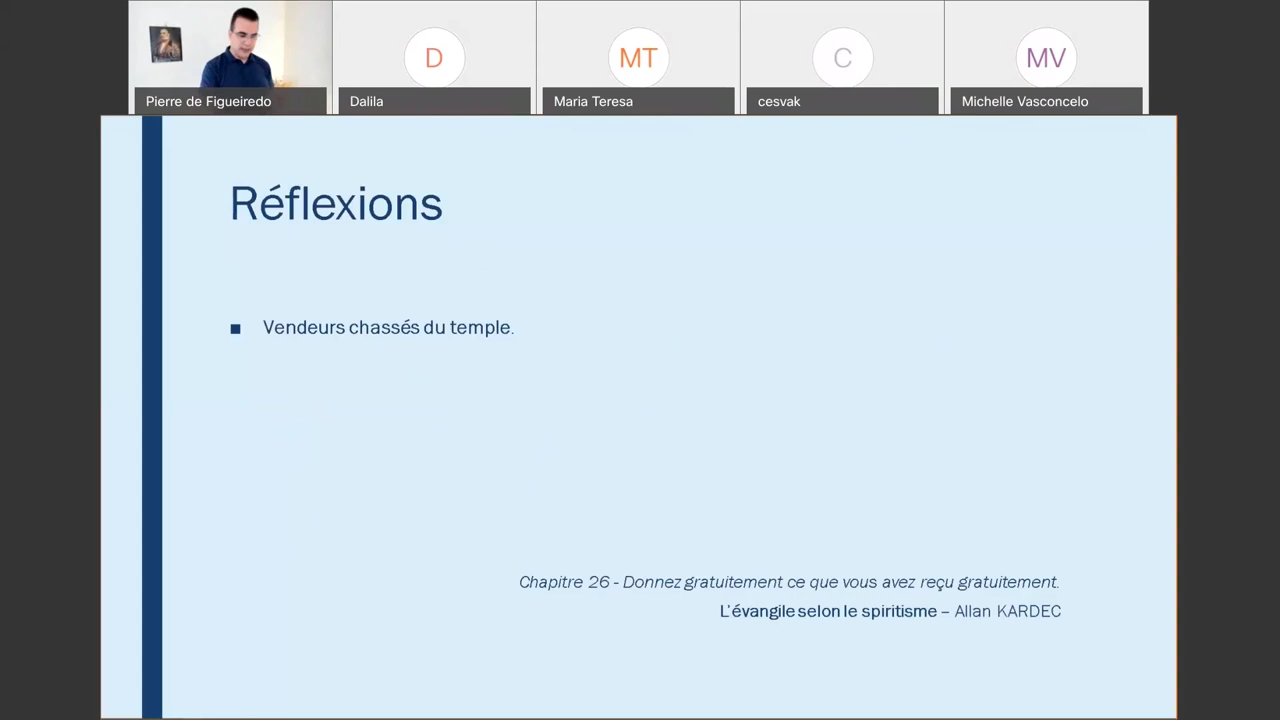 D
MT
C
MV
Pierre de Figueiredo
Dalila
Maria Teresa
cesvak
Michelle Vasconcelo
Réflexions
Vendeurs chassés du temple.
Chapitre 26 - Donnez gratuitement ce que vous avez reçu gratuitement.
L'évangile selon le spiritisme – Allan KARDEC